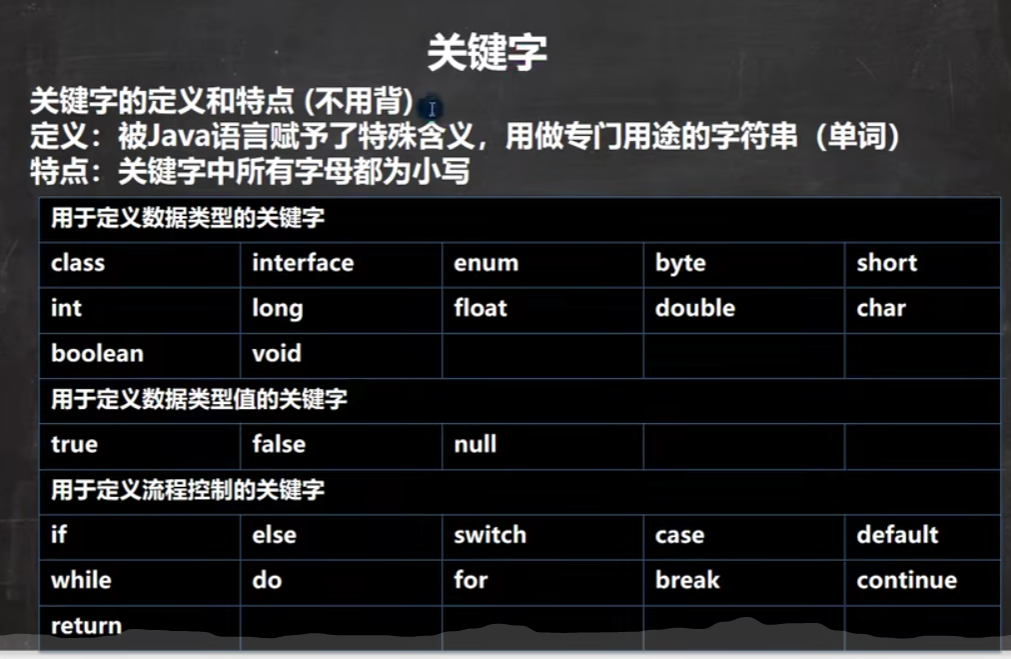 关键字
关键字的定义和特点 (不用背)
定义：被Java语言赋予了特殊含义，用做专门用途的字符串（单词）
特点：关键字中所有字母都为小写
用于定义数据类型的关键字
class interface enum byte short
int long float double char
boolean void
用于定义数据类型值的关键字
true false null
用于定义流程控制的关键字
if else switch case default
while do for break continue
return